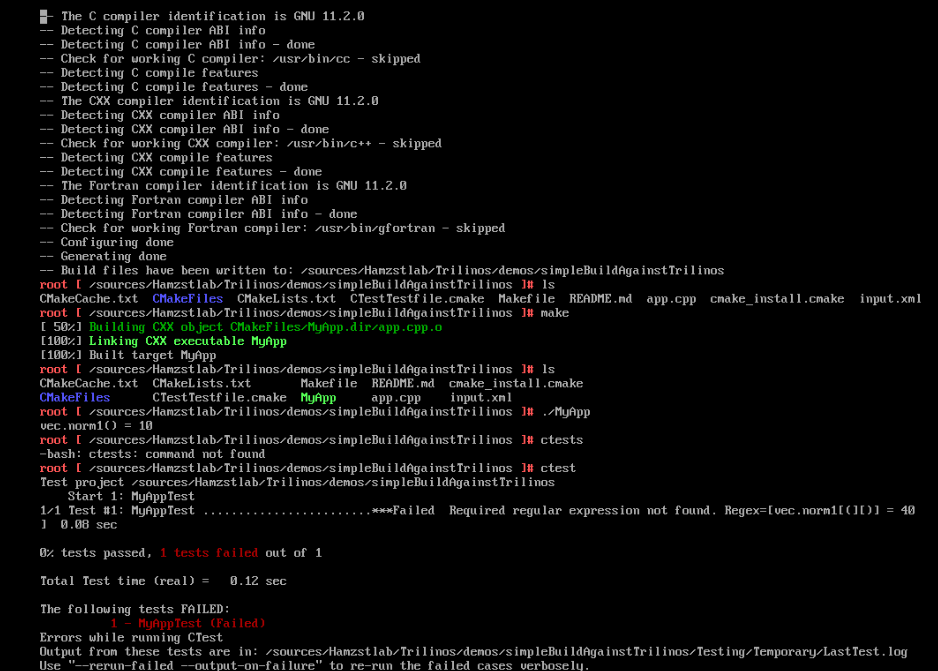 -- The C compiler identification is GNU 11.2.0
-- Detecting C compiler ABI info
-- Detecting C compiler ABI info - done
-- Check for working C compiler: /usr/bin/cc - skipped
-- Detecting C compile features
-- Detecting C compile features - done
-- The CXX compiler identification is GNU 11.2.0
-- Detecting CXX compiler ABI info
-- Detecting CXX compiler ABI info - done
-- Check for working CXX compiler: /usr/bin/c++ - skipped
-- Detecting CXX compile features
-- Detecting CXX compile features - done
-- The Fortran compiler identification is GNU 11.2.0
-- Detecting Fortran compiler ABI info
-- Detecting Fortran compiler ABI info - done
-- Check for working Fortran compiler: /usr/bin/gfortran - skipped
-- Configuring done
-- Generating done
-- Build files have been written to: /sources/Hamzstlab/Trilinos/demos/simpleBuildAgainstTrilinos
root [ /sources/Hamzstlab/Trilinos/demos/simpleBuildAgainstTrilinos ]# ls
CMakeCache.txt  CMakeFiles  CMakeLists.txt  CTestTestfile.cmake  Makefile  README.md  app.cpp  cmake_install.cmake  input.xml
root [ /sources/Hamzstlab/Trilinos/demos/simpleBuildAgainstTrilinos ]# make
[ 50%] Building CXX object CMakeFiles/MyApp.dir/app.cpp.o
[100%] Linking CXX executable MyApp
[100%] Built target MyApp
root [ /sources/Hamzstlab/Trilinos/demos/simpleBuildAgainstTrilinos ]# ls
CMakeCache.txt  CMakeLists.txt       Makefile  README.md  cmake_install.cmake
CMakeFiles      CTestTestfile.cmake  MyApp     app.cpp    input.xml
root [ /sources/Hamzstlab/Trilinos/demos/simpleBuildAgainstTrilinos ]# ./MyApp
vec.norm1() = 10
root [ /sources/Hamzstlab/Trilinos/demos/simpleBuildAgainstTrilinos ]# ctests
-bash: ctests: command not found
root [ /sources/Hamzstlab/Trilinos/demos/simpleBuildAgainstTrilinos ]# ctest
Test project /sources/Hamzstlab/Trilinos/demos/simpleBuildAgainstTrilinos
    Start 1: MyAppTest
1/1 Test #1: MyAppTest ........................***Failed  Required regular expression not found. Regex=[vec.norm1[(][)] = 40
]  0.08 sec

0% tests passed, 1 tests failed out of 1

Total Test time (real) =   0.12 sec

The following tests FAILED:
          1 - MyAppTest (Failed)
Errors while running CTest
Output from these tests are in: /sources/Hamzstlab/Trilinos/demos/simpleBuildAgainstTrilinos/Testing/Temporary/LastTest.log
Use "--rerun-failed --output-on-failure" to re-run the failed cases verbosely.